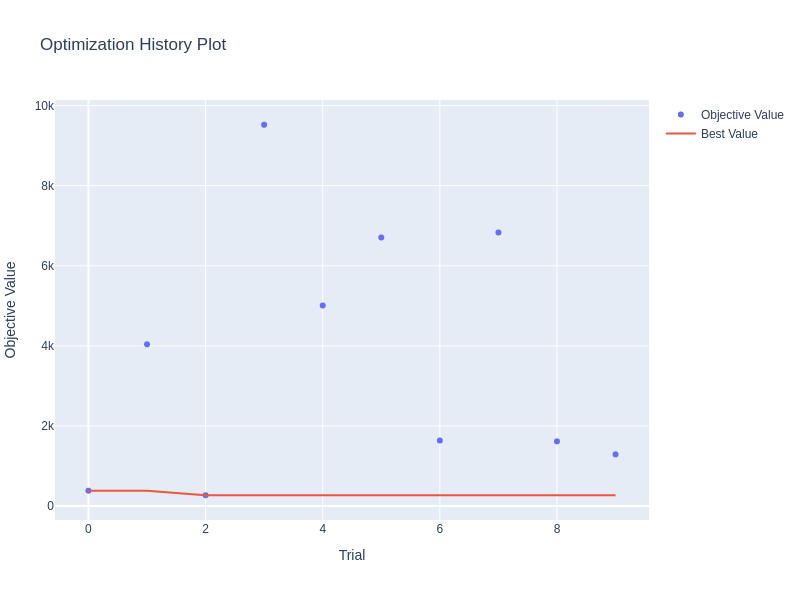 Optimization History Plot
10k
8k
6k
4k
2k
0
0 2 4 6 8
Objective Value
Trial
Objective Value
Best Value